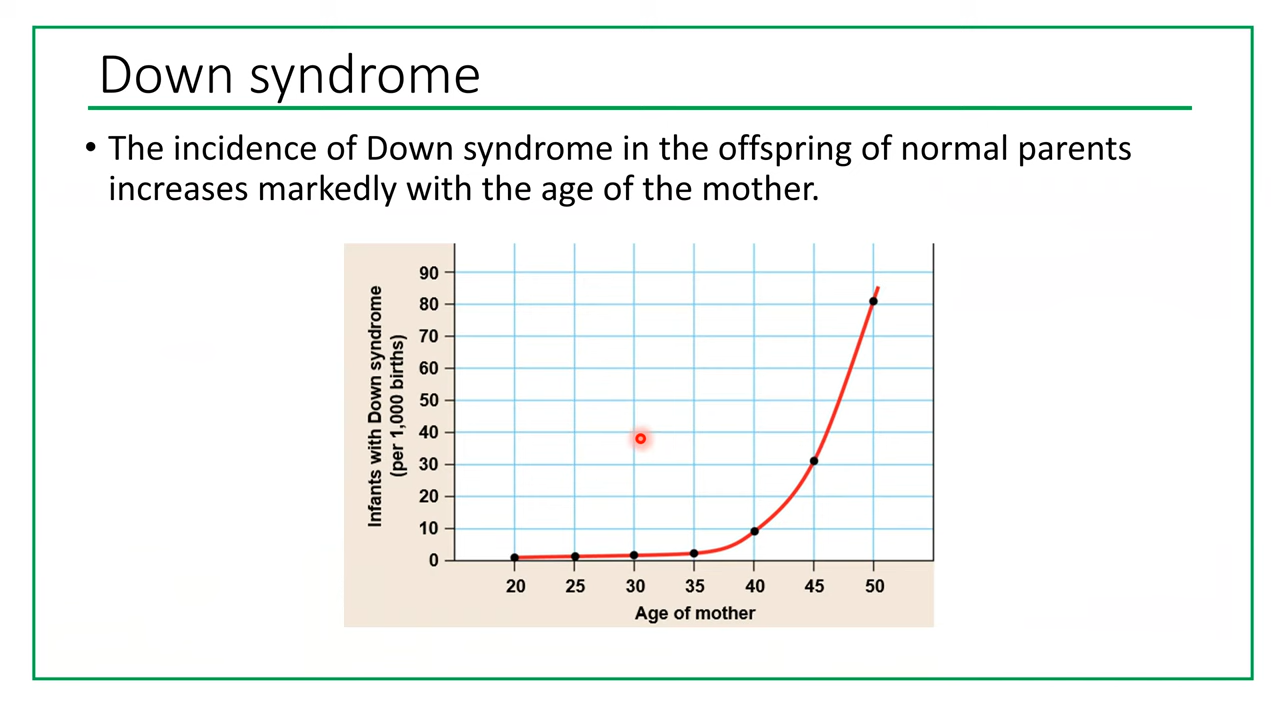 Down syndrome
• The incidence of Down syndrome in the offspring of normal parents
increases markedly with the age of the mother.
Infants with Down syndrome
(per 1,000 births)
90
80
70
60
50
40
30
20
10
0
20 25 30 35 40 45 50
Age of mother